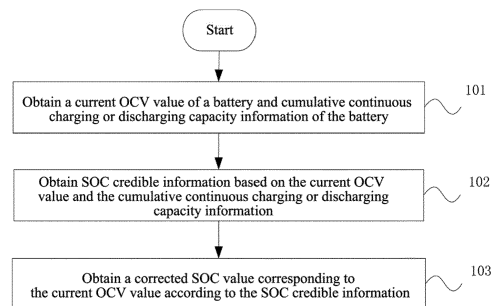 Start
Obtain a current OCV value of a battery and cumulative continuous
charging or discharging capacity information of the battery
101
Obtain SOC credible information based on the current OCV
value and the cumulative continuous charging or discharging
capacity information
102
Obtain a corrected SOC value corresponding to
the current OCV value according to the SOC credible information
103